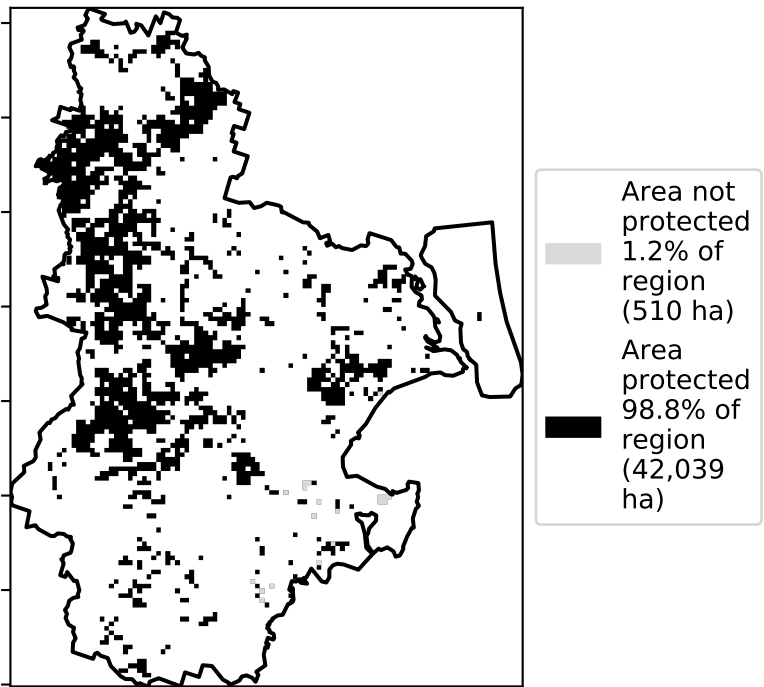 Area not
protected
1.2% of
region
(510 ha)
Area
protected
98.8% of
region
(42,039
ha)